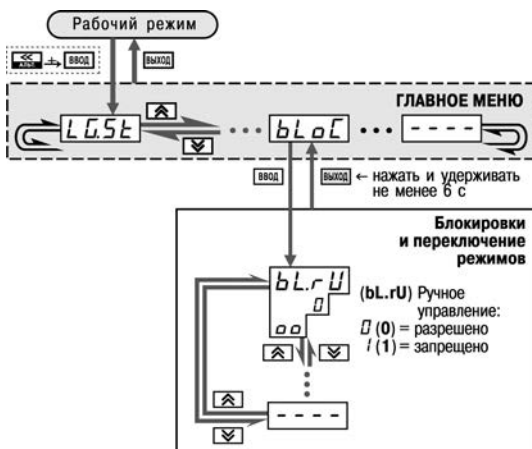 Рабочий режим
АЛЬТ. ВВОД ВЫХОД
ГЛАВНОЕ МЕНЮ
LG.St ••• bLoC ••• ----
ВВОД ВЫХОД ← нажать и удерживать
не менее 6 с
Блокировки
и переключение
режимов
bL.rU
0
oo
(bL.rU) Ручное
управление:
0 (0) = разрешено
1 (1) = запрещено
----